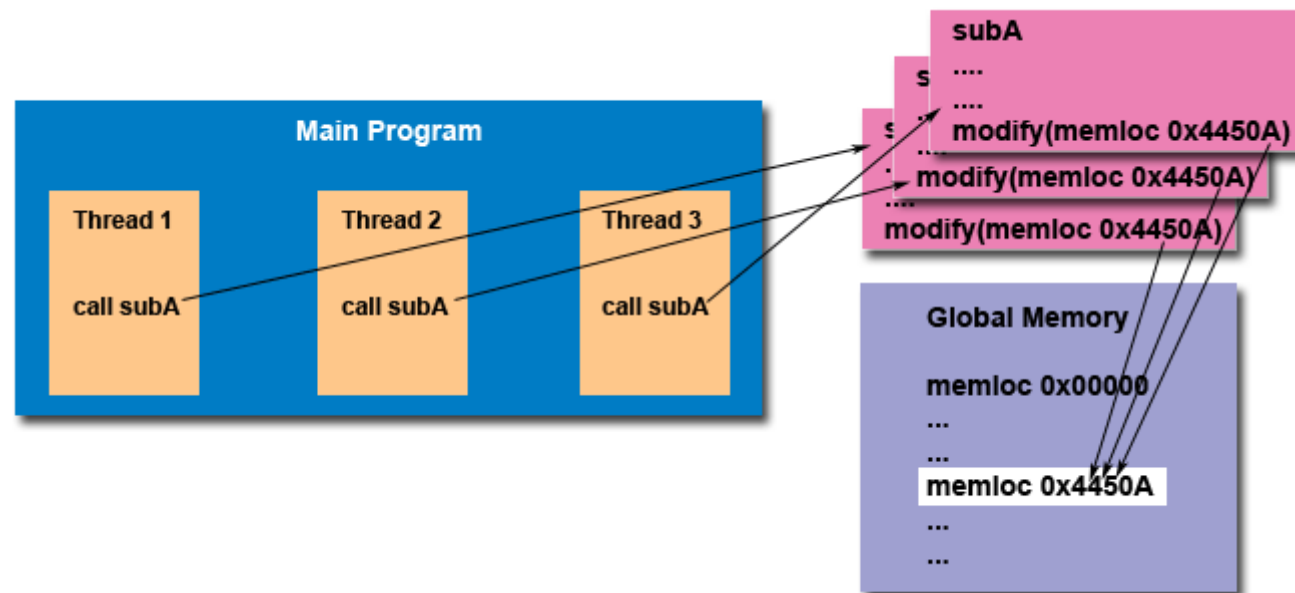 Main Program
Thread 1
call subA
Thread 2
call subA
Thread 3
call subA
subA
....
....
modify(memloc 0x4450A)
s
.
....
modify(memloc 0x4450A)
s
.
....
modify(memloc 0x4450A)
Global Memory
memloc 0x00000
...
...
memloc 0x4450A
...
...